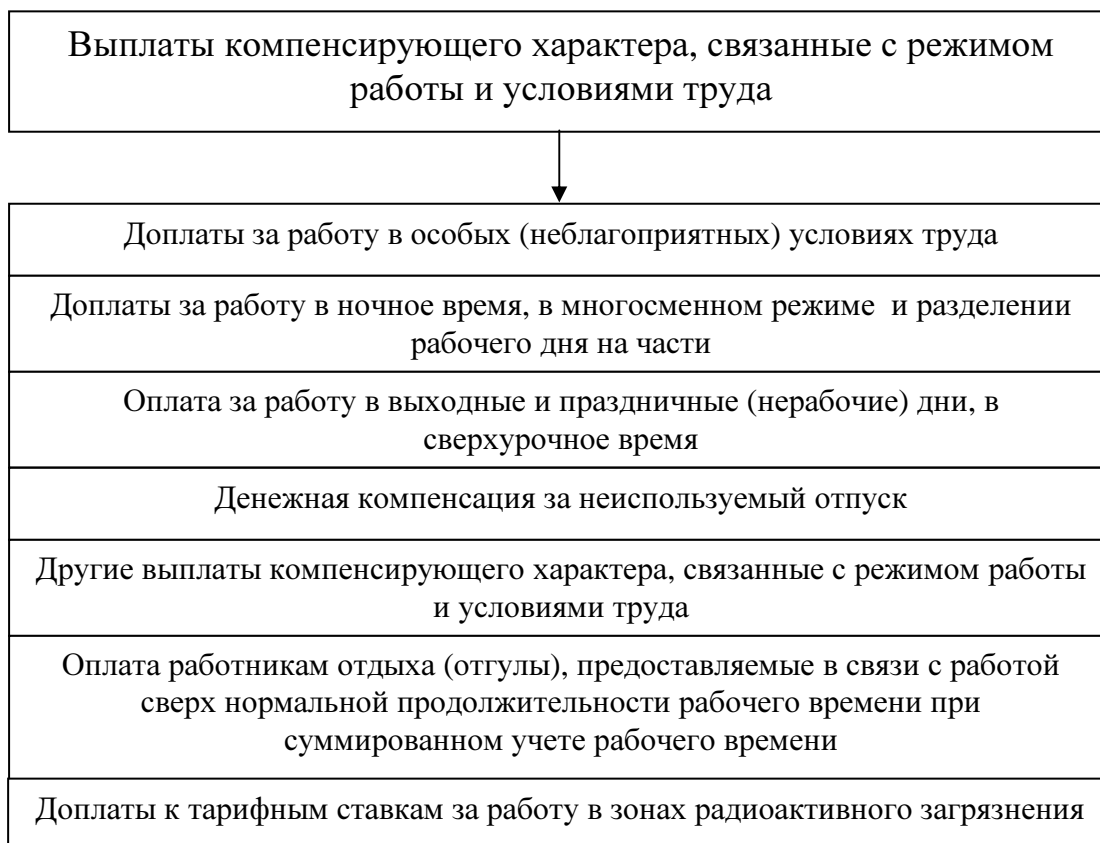 Выплаты компенсирующего характера, связанные с режимом
работы и условиями труда
Доплаты за работу в особых (неблагоприятных) условиях труда
Доплаты за работу в ночное время, в многосменном режиме и разделении
рабочего дня на части
Оплата за работу в выходные и праздничные (нерабочие) дни, в
сверхурочное время
Денежная компенсация за неиспользуемый отпуск
Другие выплаты компенсирующего характера, связанные с режимом работы
и условиями труда
Оплата работникам отдыха (отгулы), предоставляемые в связи с работой
сверх нормальной продолжительности рабочего времени при
суммированном учете рабочего времени
Доплаты к тарифным ставкам за работу в зонах радиоактивного загрязнения